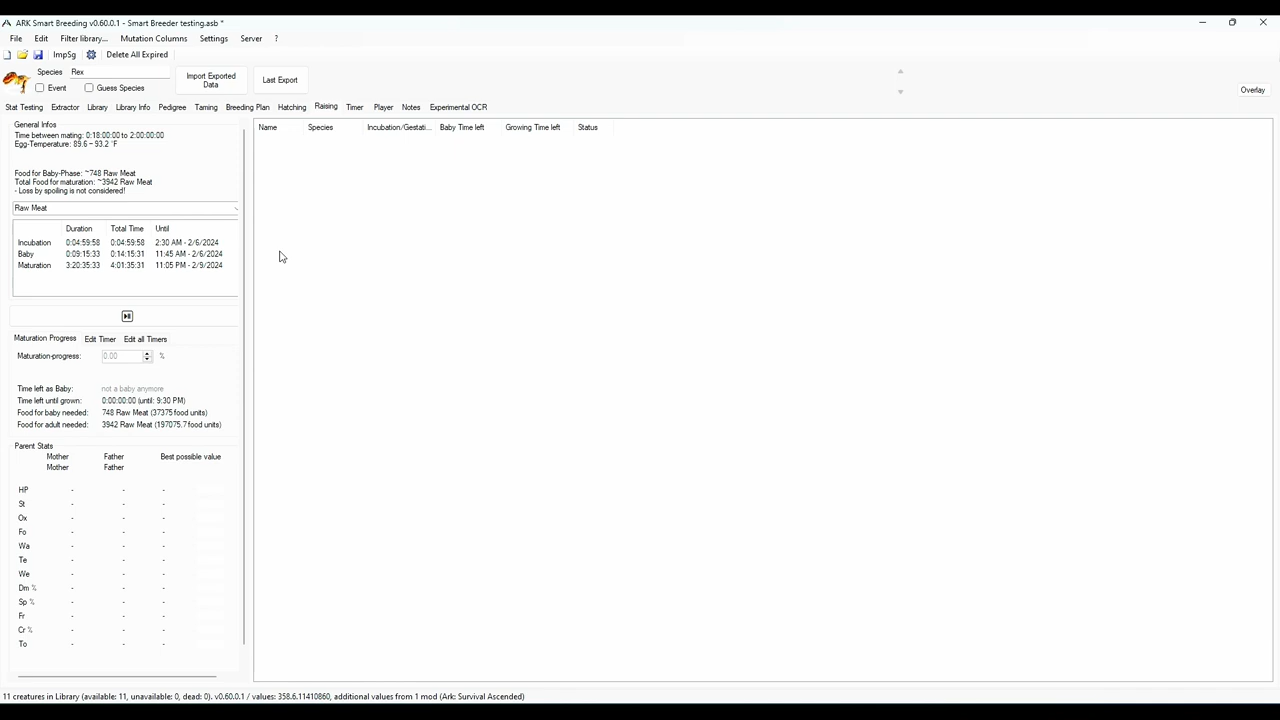 ARK Smart Breeding v0.60.0.1 - Smart Breeder testing.asb *
File Edit Filter library... Mutation Columns Settings Server ?
ImpSg Delete All Expired
Species Rex
Event Guess Species
Import Exported
Data
Last Export
Overlay
Stat Testing Extractor Library Library Info Pedigree Taming Breeding Plan Hatching Raising Timer Player Notes Experimental OCR
General Infos
Time between mating: 0:18:00:00 to 2:00:00:00
Egg-Temperature: 89.6 – 93.2 °F
Food for Baby-Phase: ~748 Raw Meat
Total Food for maturation: ~3942 Raw Meat
- Loss by spoiling is not considered!
Raw Meat
Duration Total Time Until
Incubation 0:04:59:58 0:04:59:58 2:30 AM - 2/6/2024
Baby 0:09:15:33 0:14:15:31 11:45 AM - 2/6/2024
Maturation 3:20:35:33 4:01:35:31 11:05 PM - 2/9/2024
Maturation Progress Edit Timer Edit all Timers
Maturation-progress: 0.00 %
Time left as Baby: not a baby anymore
Time left until grown: 0:00:00:00 (until: 9:30 PM)
Food for baby needed: 748 Raw Meat (37375 food units)
Food for adult needed: 3942 Raw Meat (197075.7 food units)
Parent Stats
Mother Father Best possible value
Mother Father
HP - - -
St - - -
Ox - - -
Fo - - -
Wa - - -
Te - - -
We - - -
Dm % - - -
Sp % - - -
Fr - - -
Cr % - - -
To - - -
Name Species Incubation/Gestati... Baby Time left Growing Time left Status
11 creatures in Library (available: 11, unavailable: 0, dead: 0). v0.60.0.1 / values: 358.6.11410860, additional values from 1 mod (Ark: Survival Ascended)